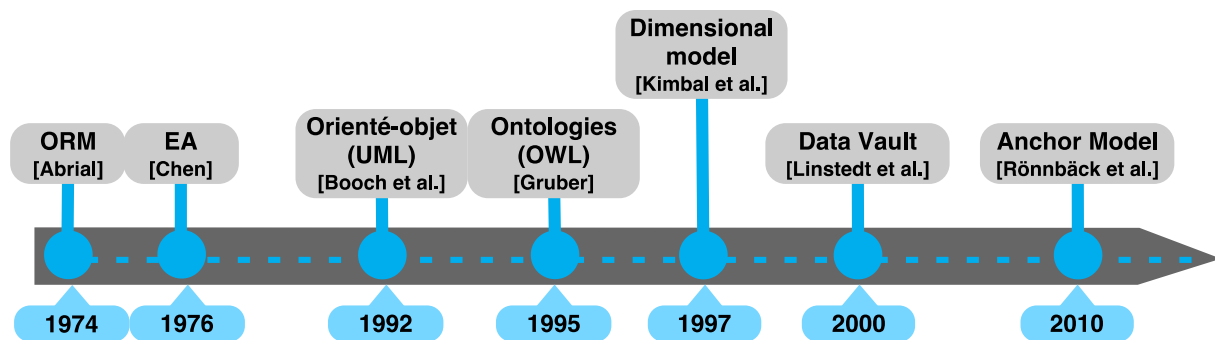 ORM
[Abrial]
EA
[Chen]
Orienté-objet
(UML)
[Booch et al.]
Ontologies
(OWL)
[Gruber]
Dimensional
model
[Kimbal et al.]
Data Vault
[Linstedt et al.]
Anchor Model
[Rönnbäck et al.]
1974
1976
1992
1995
1997
2000
2010